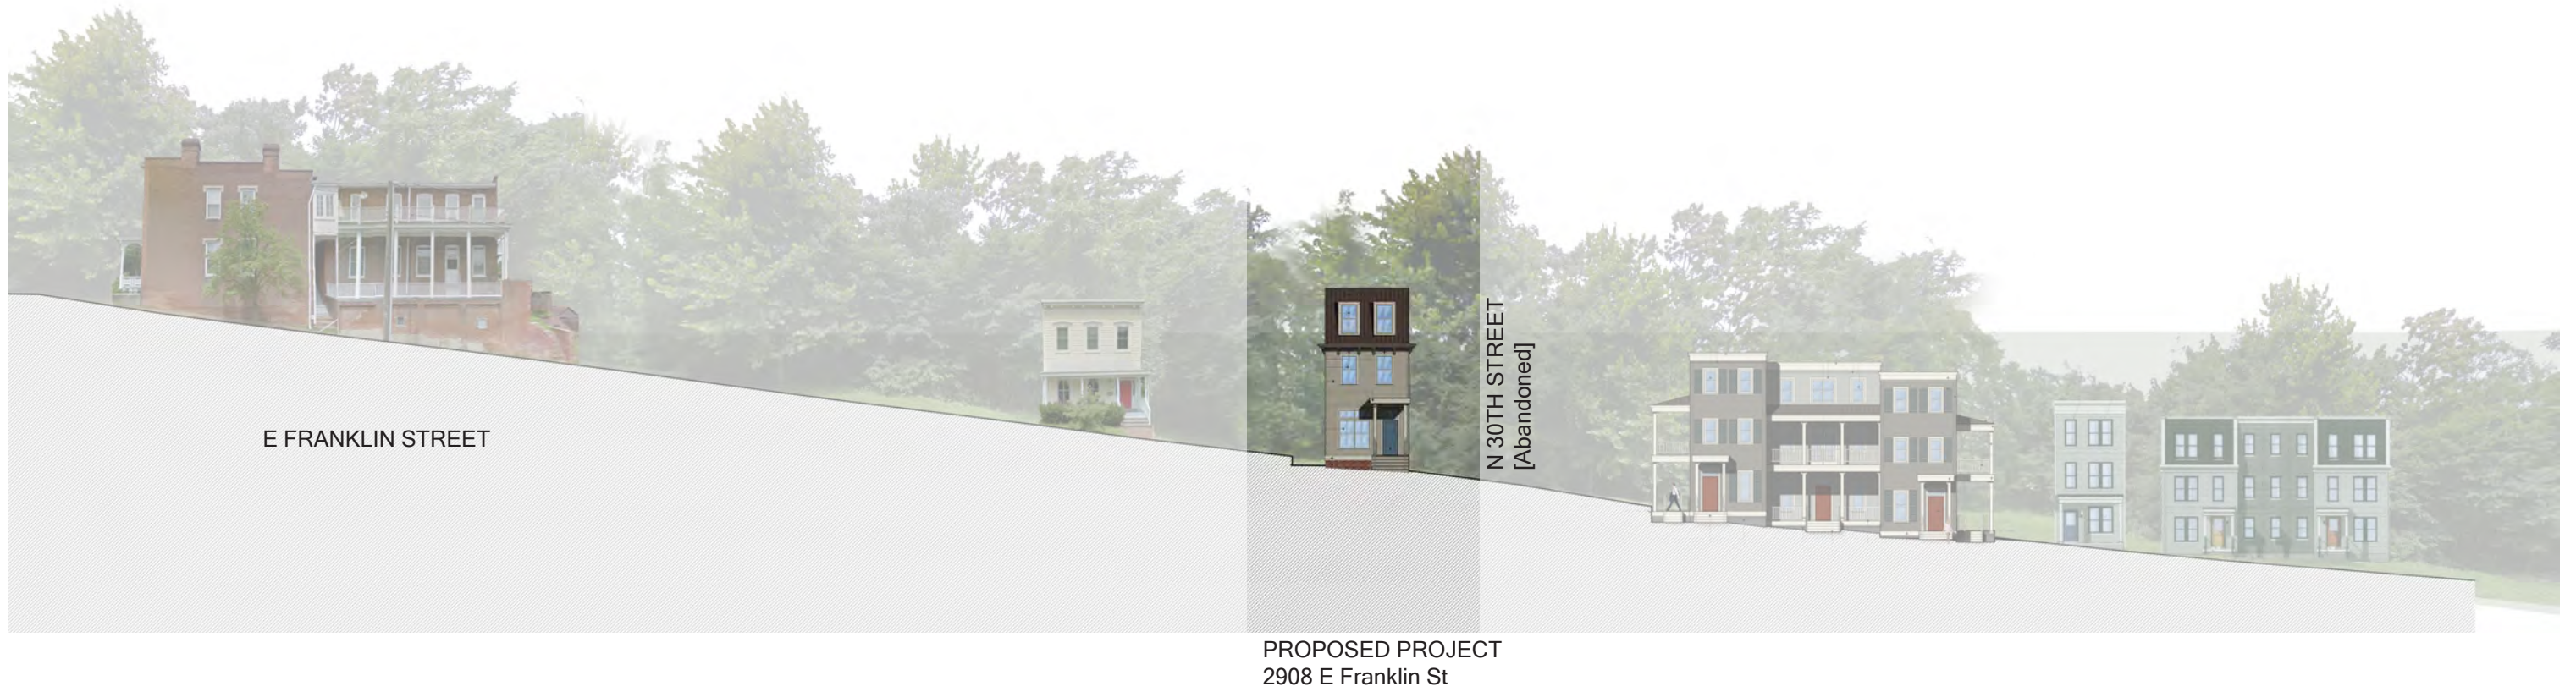 E FRANKLIN STREET
N 30TH STREET
[Abandoned]
PROPOSED PROJECT
2908 E Franklin St